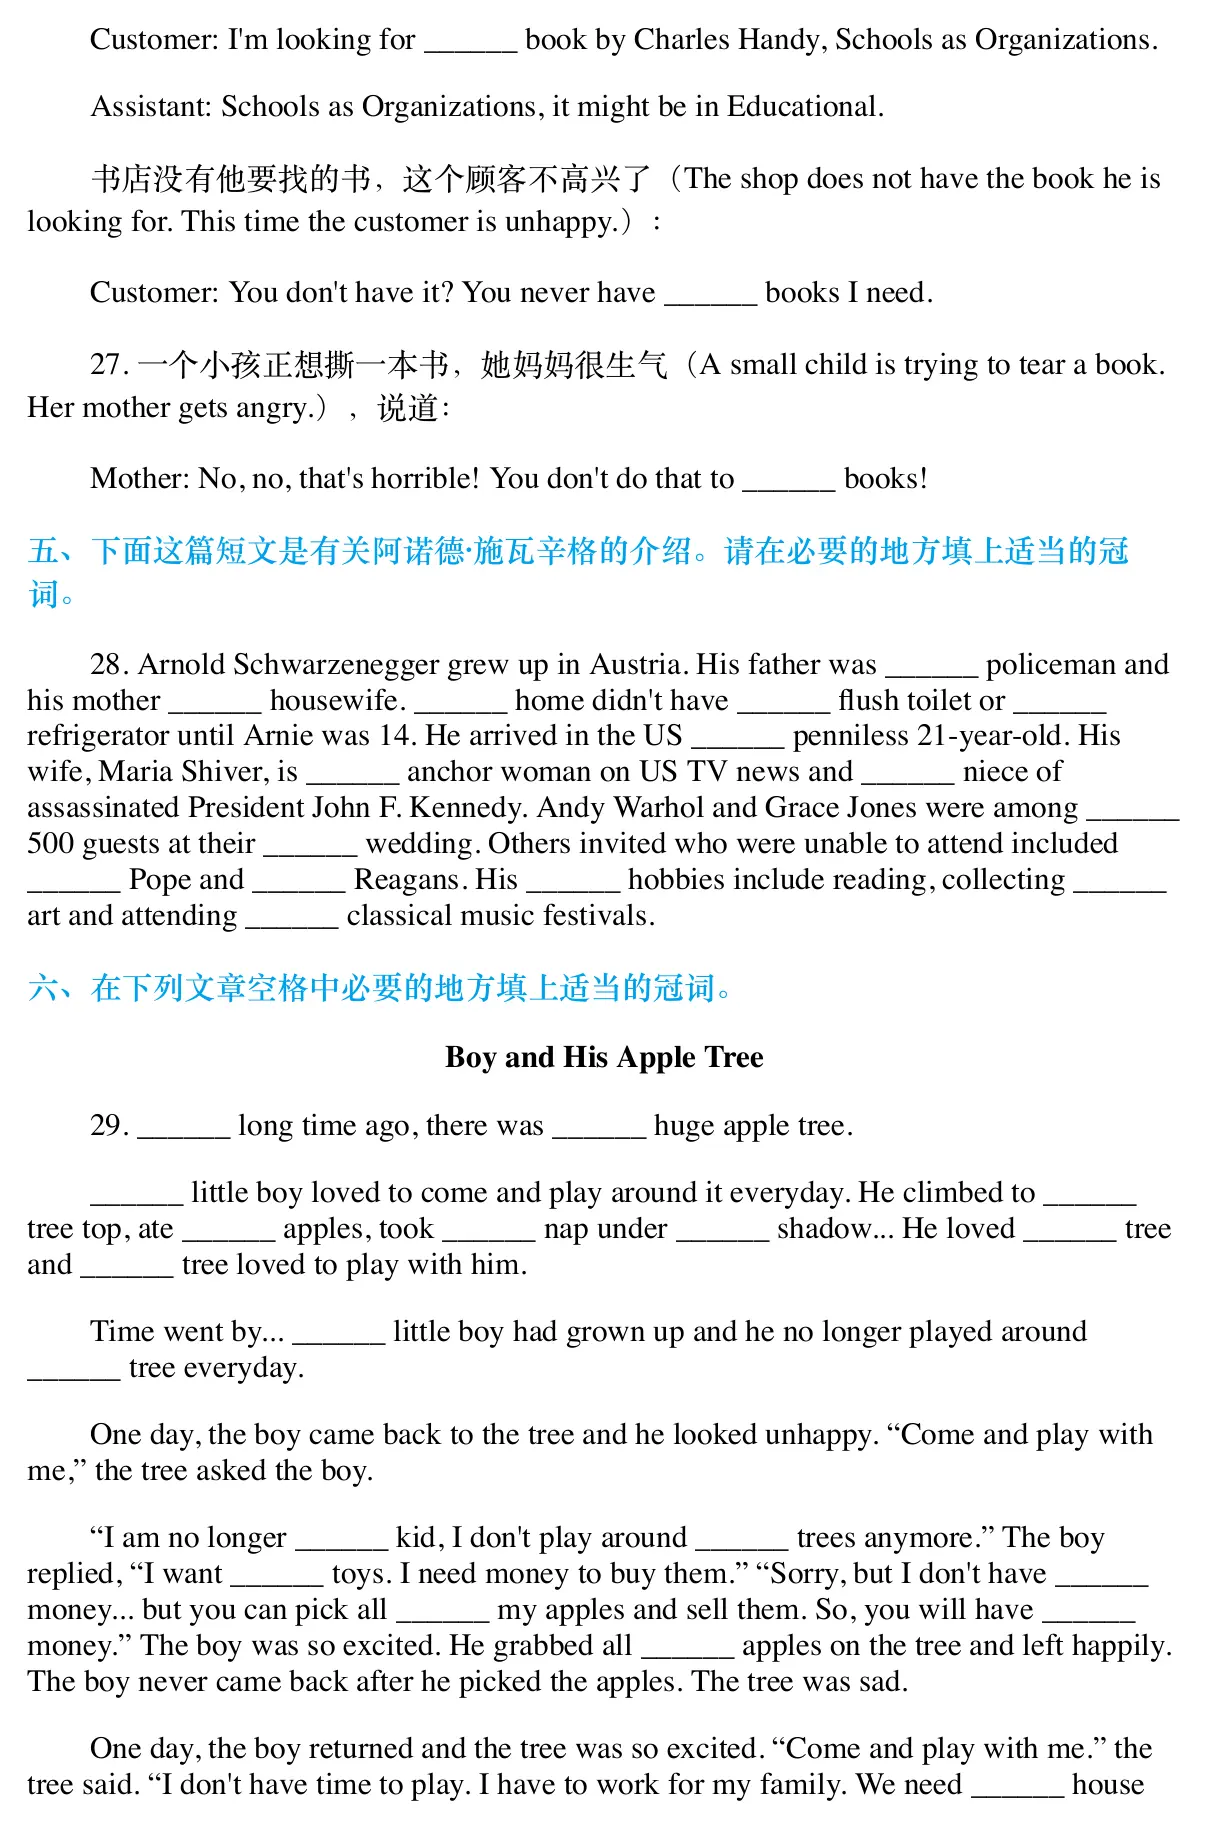 Customer: I'm looking for ______ book by Charles Handy, Schools as Organizations.
Assistant: Schools as Organizations, it might be in Educational.
书店没有他要找的书，这个顾客不高兴了（The shop does not have the book he is
looking for. This time the customer is unhappy.）：
Customer: You don't have it? You never have ______ books I need.
27. 一个小孩正想撕一本书，她妈妈很生气（A small child is trying to tear a book.
Her mother gets angry.），说道：
Mother: No, no, that's horrible! You don't do that to ______ books!
五、下面这篇短文是有关阿诺德·施瓦辛格的介绍。请在必要的地方填上适当的冠
词。
28. Arnold Schwarzenegger grew up in Austria. His father was ______ policeman and
his mother ______ housewife. ______ home didn't have ______ flush toilet or ______
refrigerator until Arnie was 14. He arrived in the US ______ penniless 21-year-old. His
wife, Maria Shiver, is ______ anchor woman on US TV news and ______ niece of
assassinated President John F. Kennedy. Andy Warhol and Grace Jones were among ______
500 guests at their ______ wedding. Others invited who were unable to attend included
______ Pope and ______ Reagans. His ______ hobbies include reading, collecting ______
art and attending ______ classical music festivals.
六、在下列文章空格中必要的地方填上适当的冠词。
Boy and His Apple Tree
29. ______ long time ago, there was ______ huge apple tree.
______ little boy loved to come and play around it everyday. He climbed to ______
tree top, ate ______ apples, took ______ nap under ______ shadow... He loved ______ tree
and ______ tree loved to play with him.
Time went by... ______ little boy had grown up and he no longer played around
______ tree everyday.
One day, the boy came back to the tree and he looked unhappy. “Come and play with
me,” the tree asked the boy.
“I am no longer ______ kid, I don't play around ______ trees anymore.” The boy
replied, “I want ______ toys. I need money to buy them.” “Sorry, but I don't have ______
money... but you can pick all ______ my apples and sell them. So, you will have ______
money.” The boy was so excited. He grabbed all ______ apples on the tree and left happily.
The boy never came back after he picked the apples. The tree was sad.
One day, the boy returned and the tree was so excited. “Come and play with me.” the
tree said. “I don't have time to play. I have to work for my family. We need ______ house